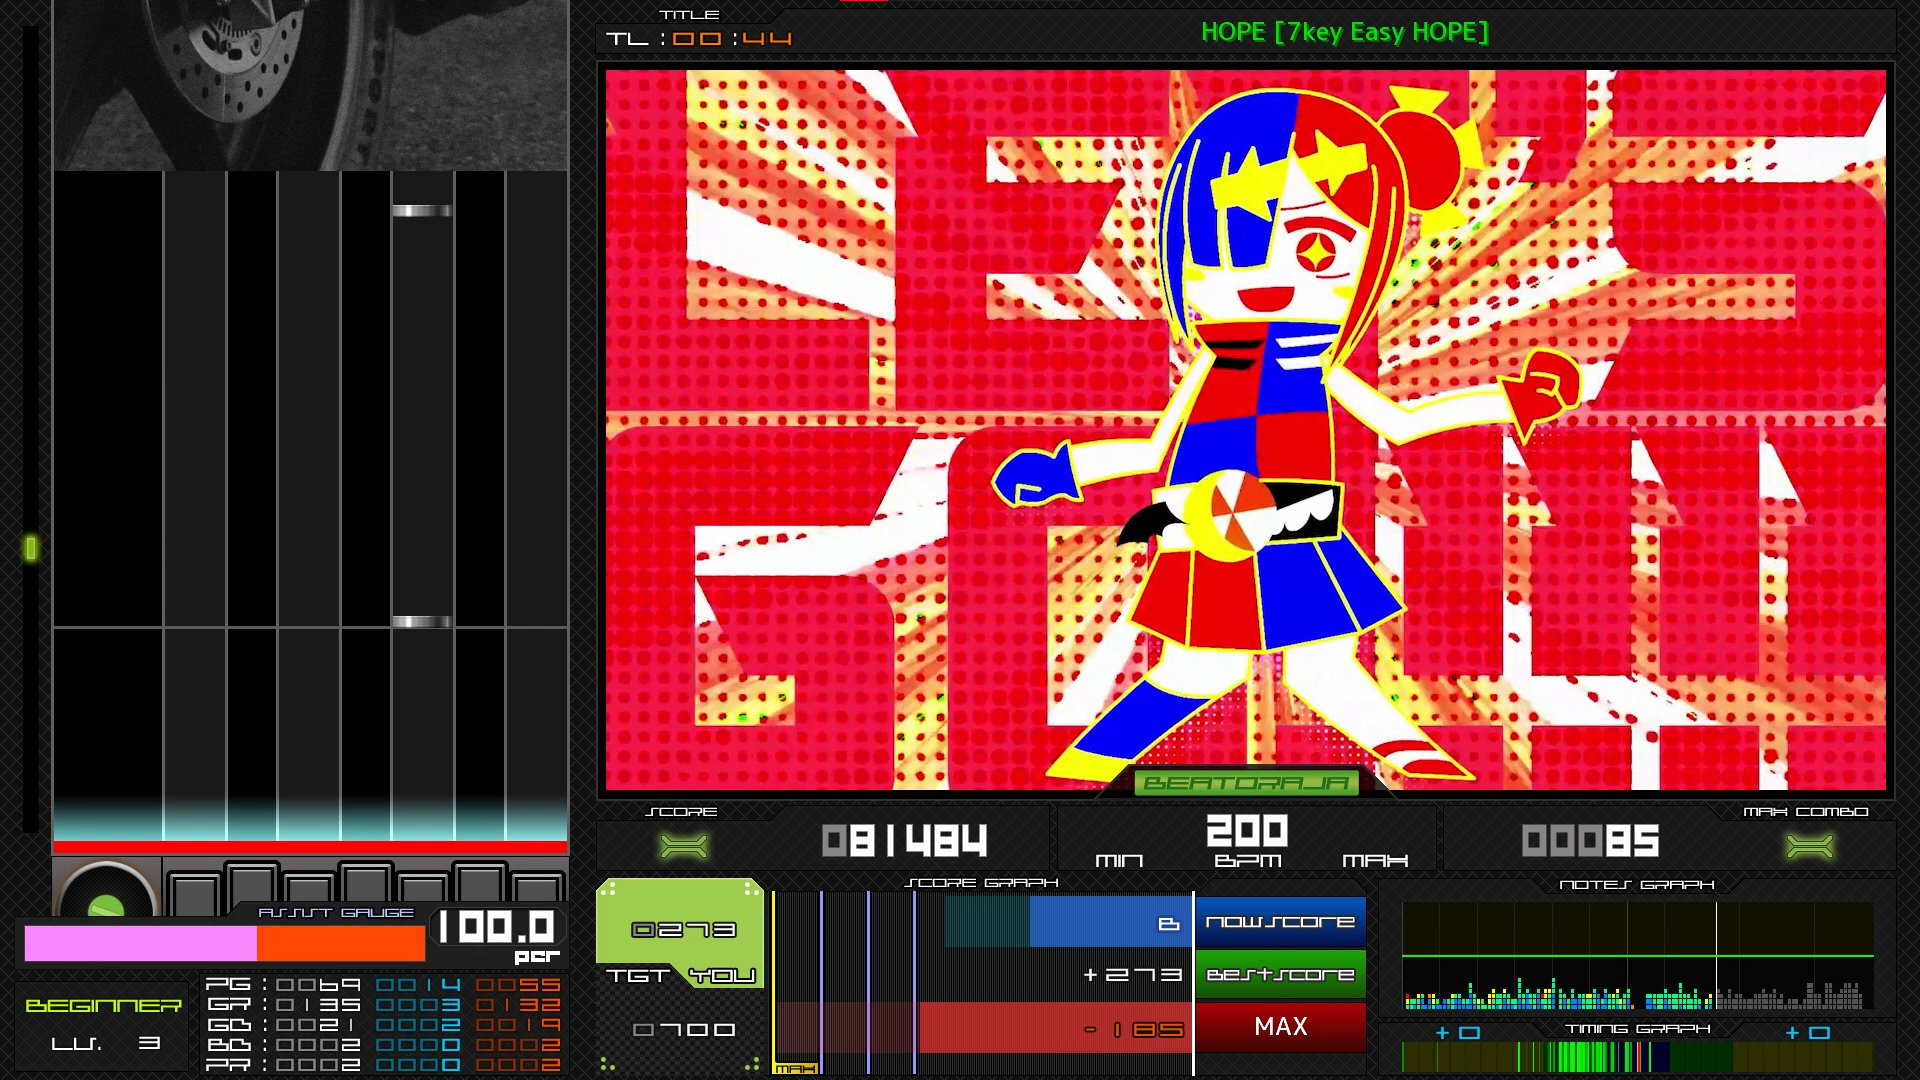 TITLE
TL :00 :44
HOPE [7key Easy HOPE]
BEATORAJA
SCORE
081484
200
MIN BPM MAX
MAX COMBO
00085
ASSIST GAUGE
100.0
pcr
BEGINNER
LV. 3
PG : 0069 0014 0055
GR : 0135 0003 0132
GD : 0021 0002 0019
BD : 0002 0000 0002
PR : 0002 0000 0002
0273
TGT YOU
0700
SCORE GRAPH
B
NOWSCORE
+273
BESTSCORE
-185
MAX
MAX
NOTES GRAPH
+0 TIMING GRAPH +0